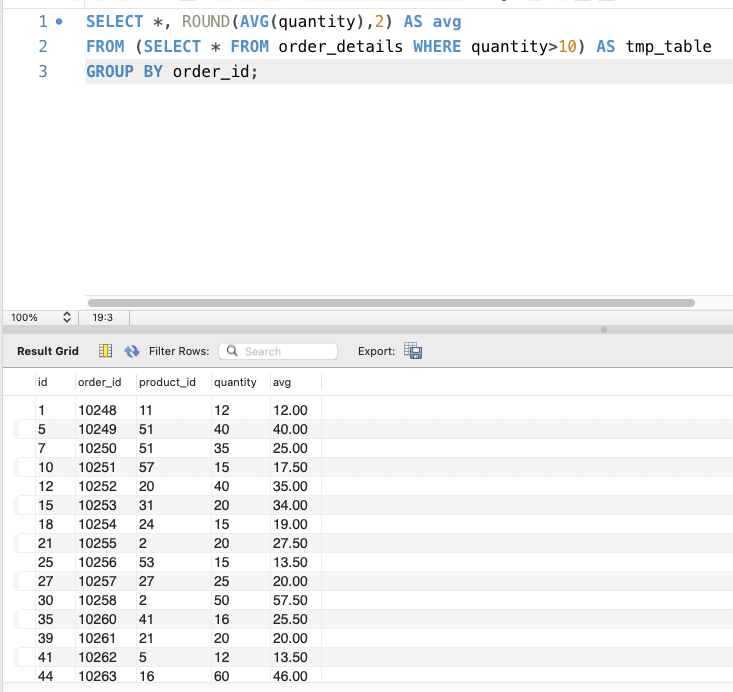 1 SELECT *, ROUND(AVG(quantity),2) AS avg
2 FROM (SELECT * FROM order_details WHERE quantity>10) AS tmp_table
3 GROUP BY order_id;
100% 19:3
Result Grid Filter Rows: Search Export:
id order_id product_id quantity avg
1 10248 11 12 12.00
5 10249 51 40 40.00
7 10250 51 35 25.00
10 10251 57 15 17.50
12 10252 20 40 35.00
15 10253 31 20 34.00
18 10254 24 15 19.00
21 10255 2 20 27.50
25 10256 53 15 13.50
27 10257 27 25 20.00
30 10258 2 50 57.50
35 10260 41 16 25.50
39 10261 21 20 20.00
41 10262 5 12 13.50
44 10263 16 60 46.00